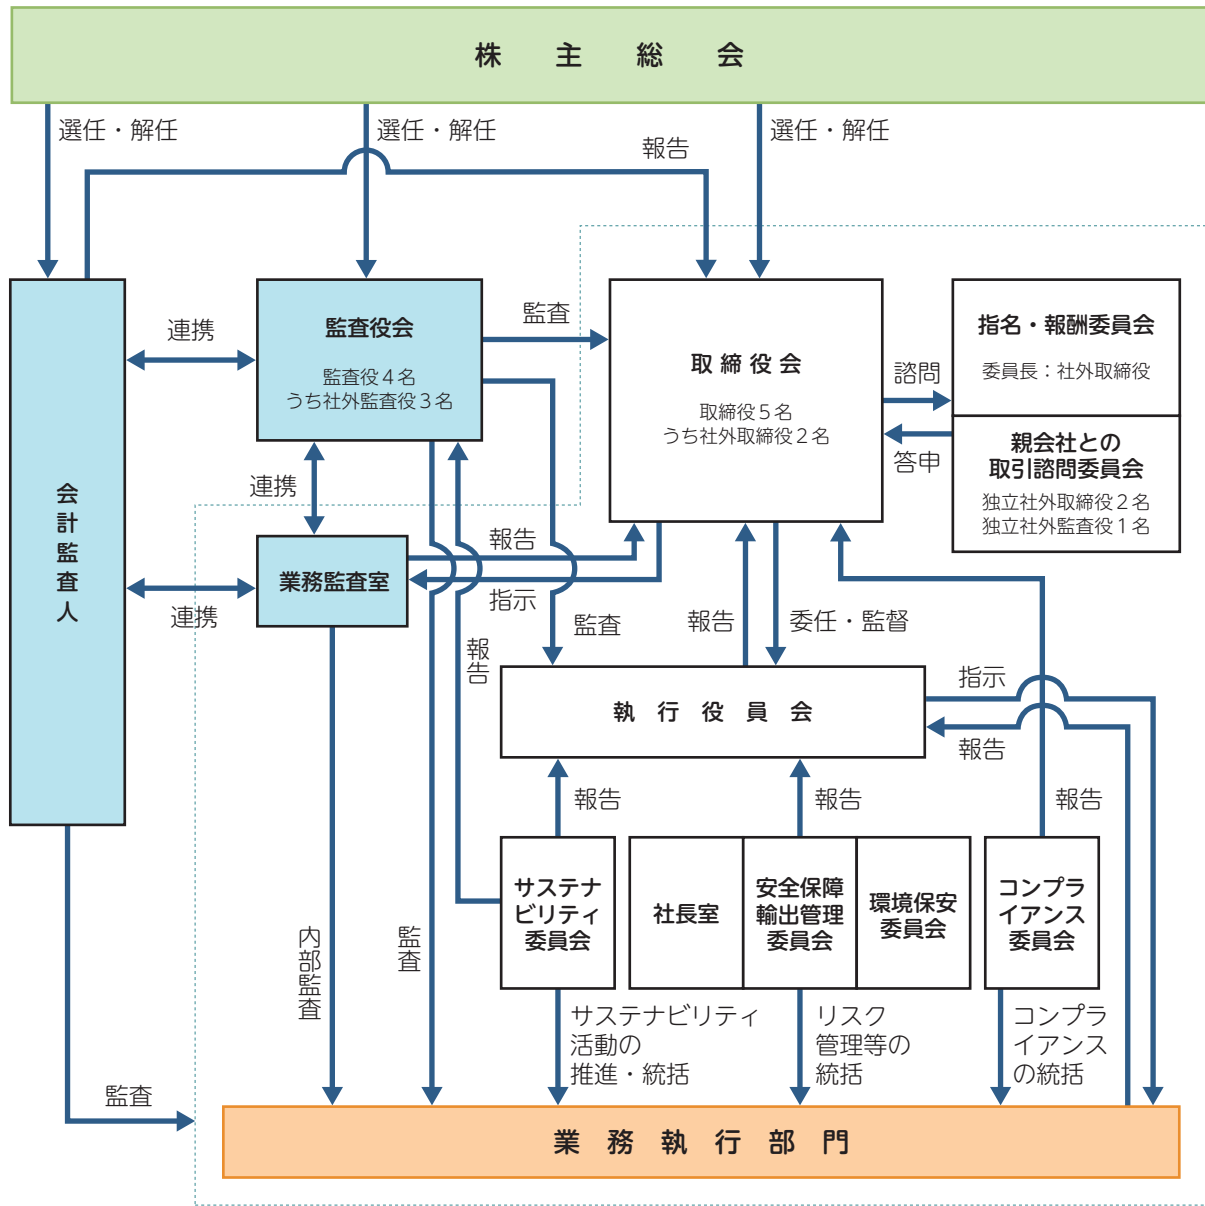 株主総会
選任・解任
選任・解任
選任・解任
報告
会計監査人
連携
監査役会
監査役4名
うち社外監査役3名
監査
取締役会
取締役5名
うち社外取締役2名
諮問
答申
指名・報酬委員会
委員長：社外取締役
親会社との
取引諮問委員会
独立社外取締役2名
独立社外監査役1名
連携
連携
業務監査室
報告
指示
監査
報告
報告
委任・監督
執行役員会
指示
報告
報告
報告
報告
サステナ
ビリティ
委員会
社長室
安全保障
輸出管理
委員会
環境保安
委員会
コンプラ
イアンス
委員会
内部監査
監査
サステナビリティ
活動の
推進・統括
リスク
管理等の
統括
コンプラ
イアンス
の統括
監査
業務執行部門